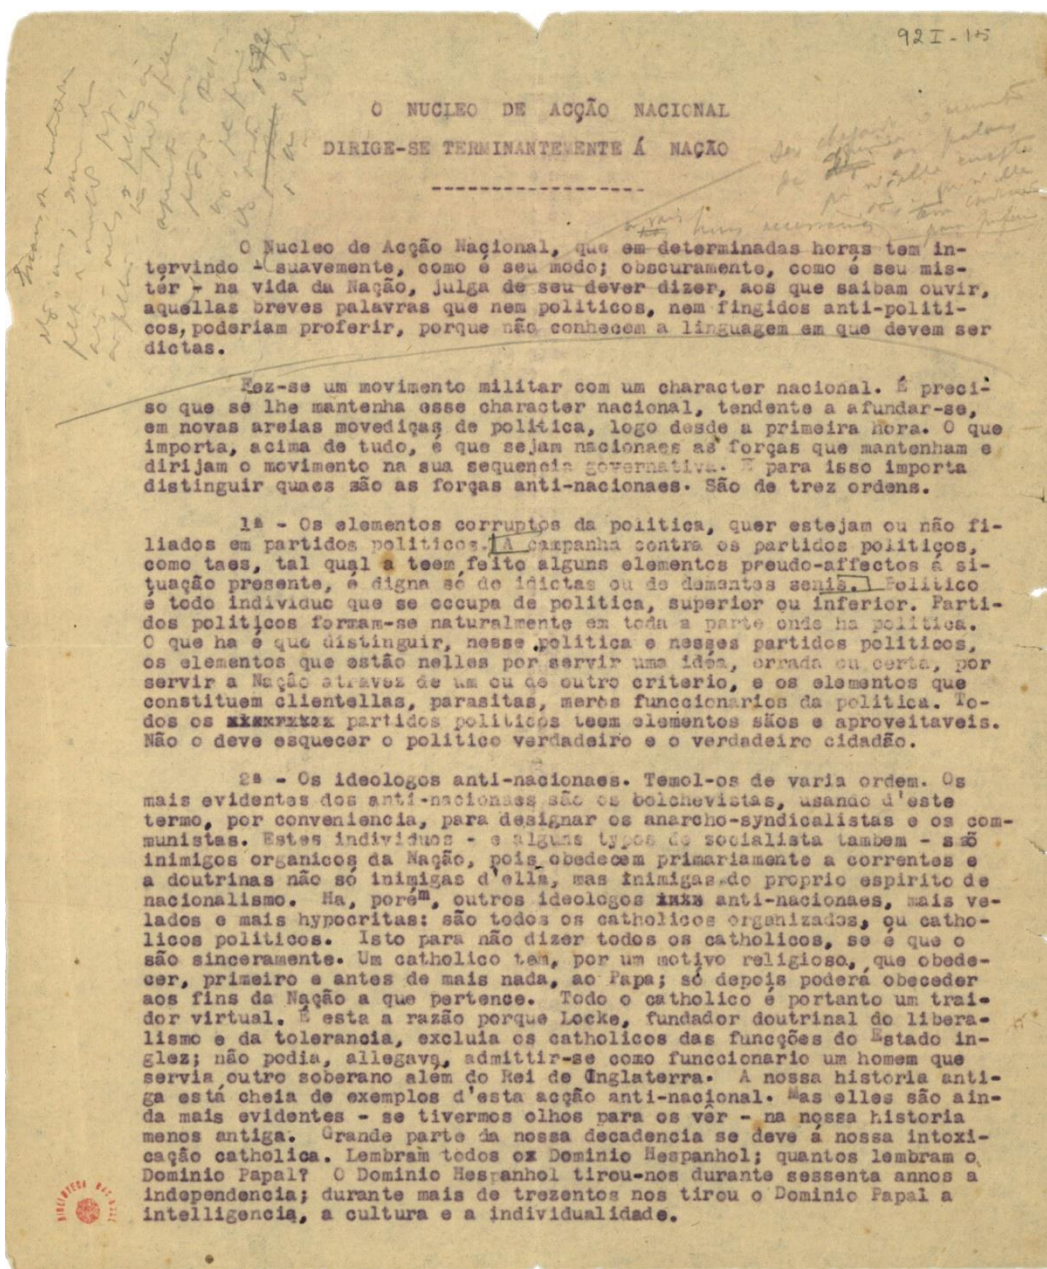 92 I - 15
O NUCLEO DE ACÇÃO NACIONAL
DIRIGE-SE TERMINANTEMENTE Á NAÇÃO
O Nucleo de Acção Nacional, que em determinadas horas tem in-
tervindo - suavemente, como é seu modo; obscuramente, como é seu mis-
tér - na vida da Nação, julga de seu dever dizer, aos que saibam ouvir,
aquellas breves palavras que nem politicos, nem fingidos anti-politi-
cos, poderiam proferir, porque não conhecem a linguagem em que devem ser
dictas.
Fez-se um movimento militar com um character nacional. É preci-
so que se lhe mantenha esse character nacional, tendente a afundar-se,
em novas areias movediças de politica, logo desde a primeira hora. O que
importa, acima de tudo, é que sejam nacionaes as forças que mantenham e
dirijam o movimento na sua sequencia governativa. E para isso importa
distinguir quaes são as forças anti-nacionaes. São de trez ordens.
1ª - Os elementos corruptos da politica, quer estejam ou não fi-
liados em partidos politicos. A campanha contra os partidos politicos,
como taes, tal qual a teem feito alguns elementos pseudo-affectos á si-
tuação presente, é digna só de idiotas ou de dementes senis. Politico
é todo individuo que se occupa de politica, superior ou inferior. Parti-
dos politicos formam-se naturalmente em toda a parte onde ha politica.
O que ha é que distinguir, nesse politica e nesses partidos politicos,
os elementos que estão nelles por servir uma idéa, errada ou certa, por
servir a Nação atravez de um ou de outro criterio, e os elementos que
constituem clientellas, parasitas, meros funccionarios da politica. To-
dos os partidos politicos teem elementos sãos e aproveitaveis.
Não o deve esquecer o politico verdadeiro e o verdadeiro cidadão.
2ª - Os ideologos anti-nacionaes. Temol-os de varia ordem. Os
mais evidentes dos anti-nacionaes são os bolchevistas, usando d'este
termo, por conveniencia, para designar os anarcho-syndicalistas e os com-
munistas. Estes individuos - e alguns typos de socialista tambem - são
inimigos organicos da Nação, pois obedecem primariamente a correntes e
a doutrinas não só inimigas d'ella, mas inimigas do proprio espirito de
nacionalismo. Ha, porém, outros ideologos anti-nacionaes, mais ve-
lados e mais hypocritas: são todos os catholicos organizados, ou catho-
licos politicos. Isto para não dizer todos os catholicos, se é que o
são sinceramente. Um catholico tem, por um motivo religioso, que obede-
cer, primeiro e antes de mais nada, ao Papa; só depois poderá obeceder
aos fins da Nação a que pertence. Todo o catholico é portanto um trai-
dor virtual. É esta a razão porque Locke, fundador doutrinal do libera-
lismo e da tolerancia, excluia os catholicos das funcções do Estado in-
glez; não podia, allegava, admittir-se como funccionario um homem que
servia outro soberano além do Rei de Inglaterra. A nossa historia anti-
ga está cheia de exemplos d'esta acção anti-nacional. Mas elles são ain-
da mais evidentes - se tivermos olhos para os vêr - na nossa historia
menos antiga. Grande parte da nossa decadencia se deve á nossa intoxi-
cação catholica. Lembram todos o Dominio Hespanhol; quantos lembram o
Dominio Papal? O Dominio Hespanhol tirou-nos durante sessenta annos a
independencia; durante mais de trezentos nos tirou o Dominio Papal a
intelligencia, a cultura e a individualidade.